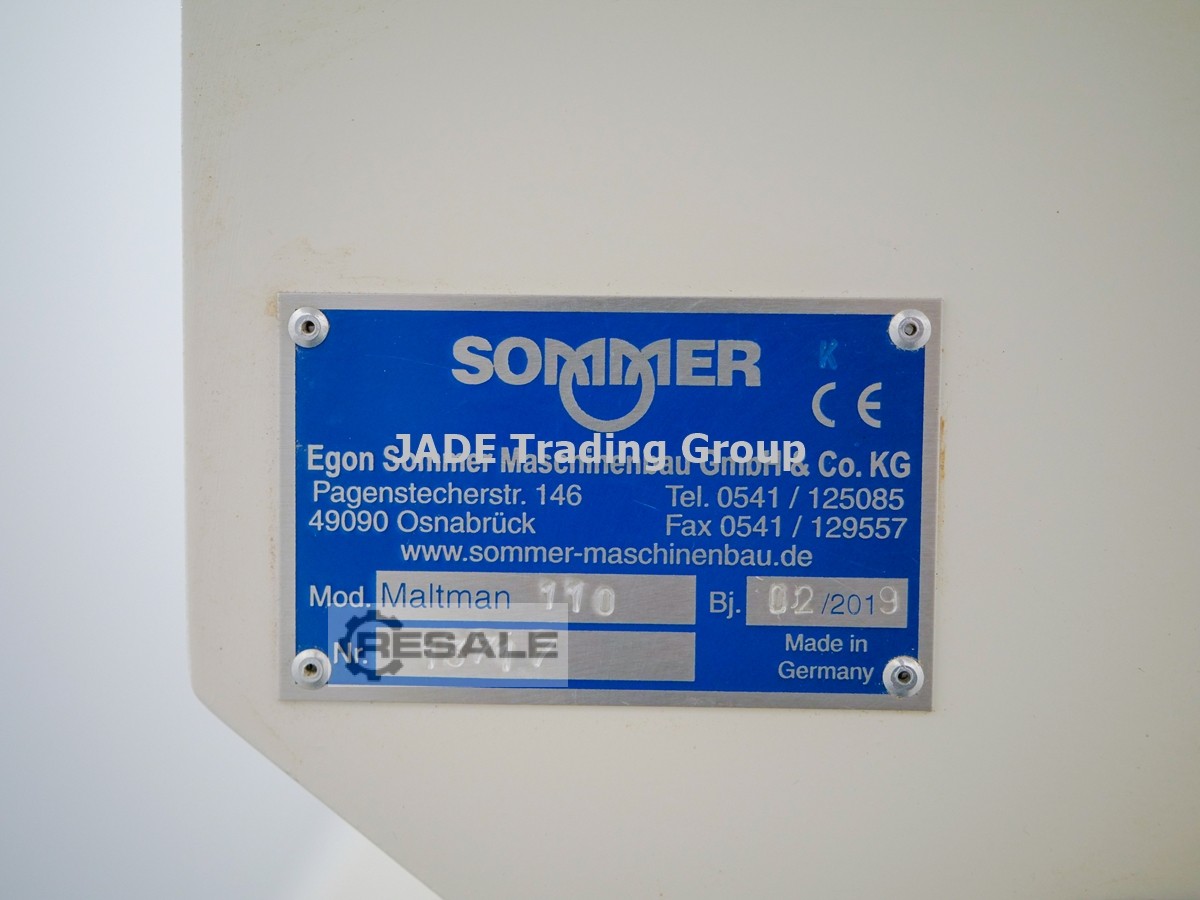 SOMMER
K
CE
JADE Trading Group
Egon Sommer Maschinenbau GmbH & Co. KG
Pagenstecherstr. 146 Tel. 0541 / 125085
49090 Osnabrück Fax 0541 / 129557
www.sommer-maschinenbau.de
Mod. Maltman 110 Bj. 02/2019
Nr.
RESALE
Made in
Germany